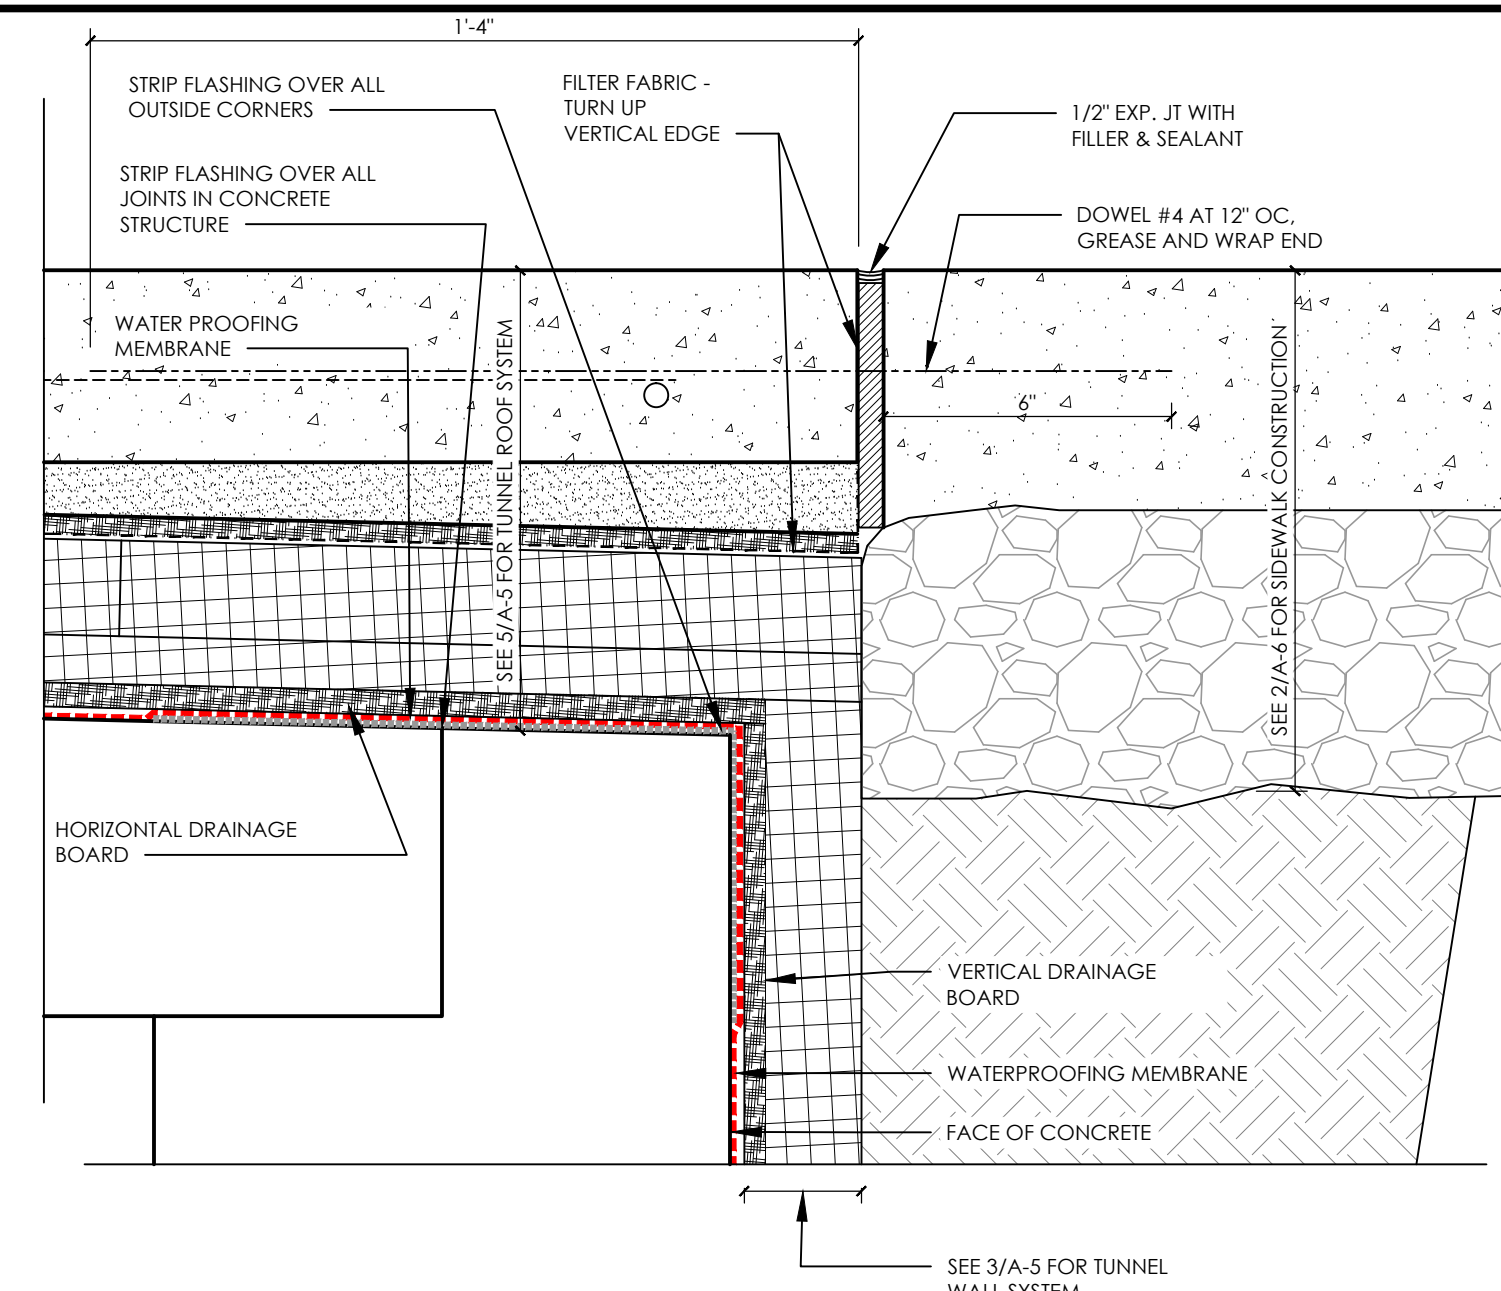 1'-4"
STRIP FLASHING OVER ALL
OUTSIDE CORNERS
FILTER FABRIC -
TURN UP
VERTICAL EDGE
1/2" EXP. JT WITH
FILLER & SEALANT
STRIP FLASHING OVER ALL
JOINTS IN CONCRETE
STRUCTURE
DOWEL #4 AT 12" OC,
GREASE AND WRAP END
WATER PROOFING
MEMBRANE
6"
SEE 5/A-5 FOR TUNNEL ROOF SYSTEM
SEE 2/A-6 FOR SIDEWALK CONSTRUCTION
HORIZONTAL DRAINAGE
BOARD
VERTICAL DRAINAGE
BOARD
WATERPROOFING MEMBRANE
FACE OF CONCRETE
SEE 3/A-5 FOR TUNNEL
WALL SYSTEM